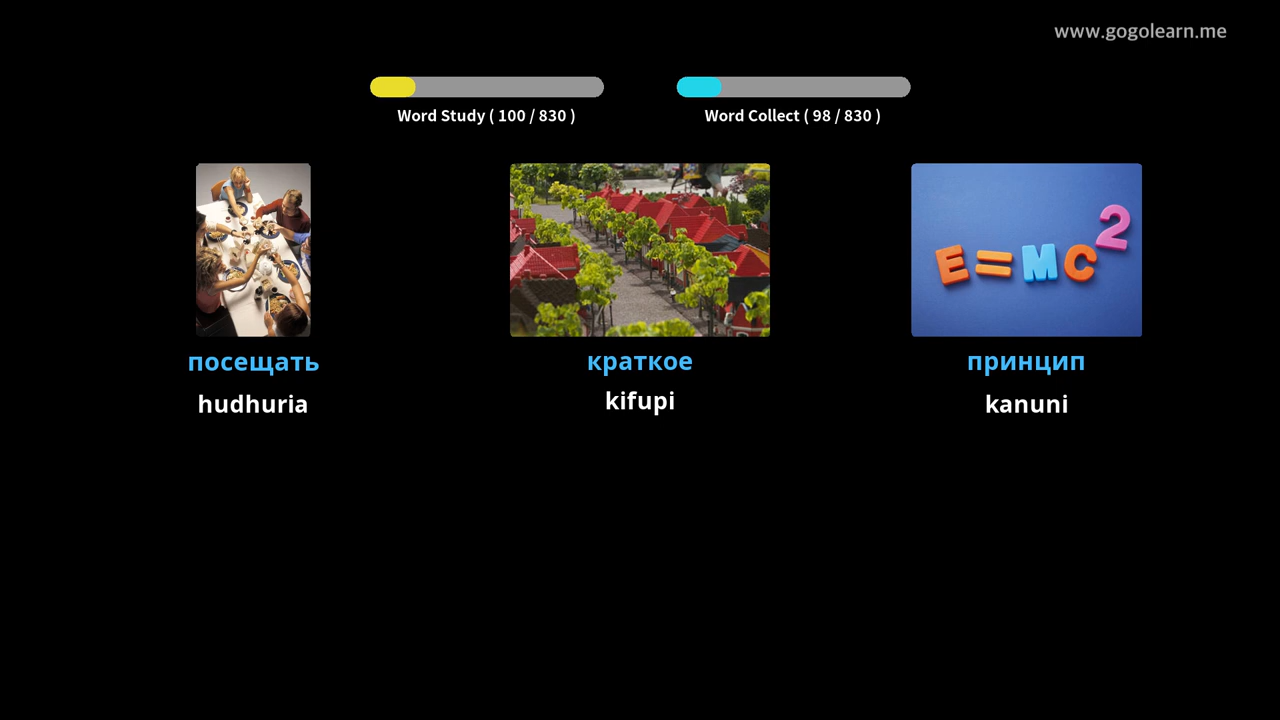 www.gogolearn.me
Word Study ( 100 / 830 )
Word Collect ( 98 / 830 )
E=MC2
посещать
краткое
принцип
hudhuria
kifupi
kanuni